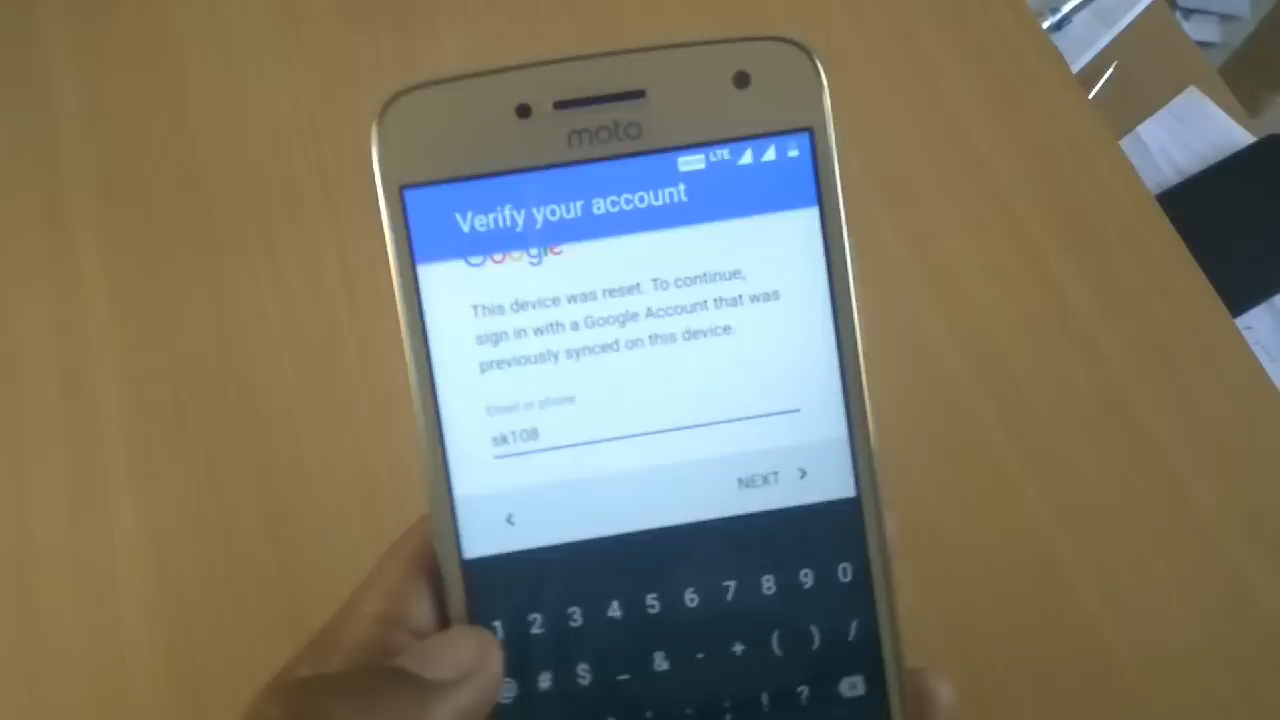 moto
LTE
Verify your account
Google
This device was reset. To continue,
sign in with a Google Account that was
previously synced on this device.
Email or phone
sk108
NEXT >
<
1 2 3 4 5 6 7 8 9 0
@ # $ _ & - + ( ) /
! ?